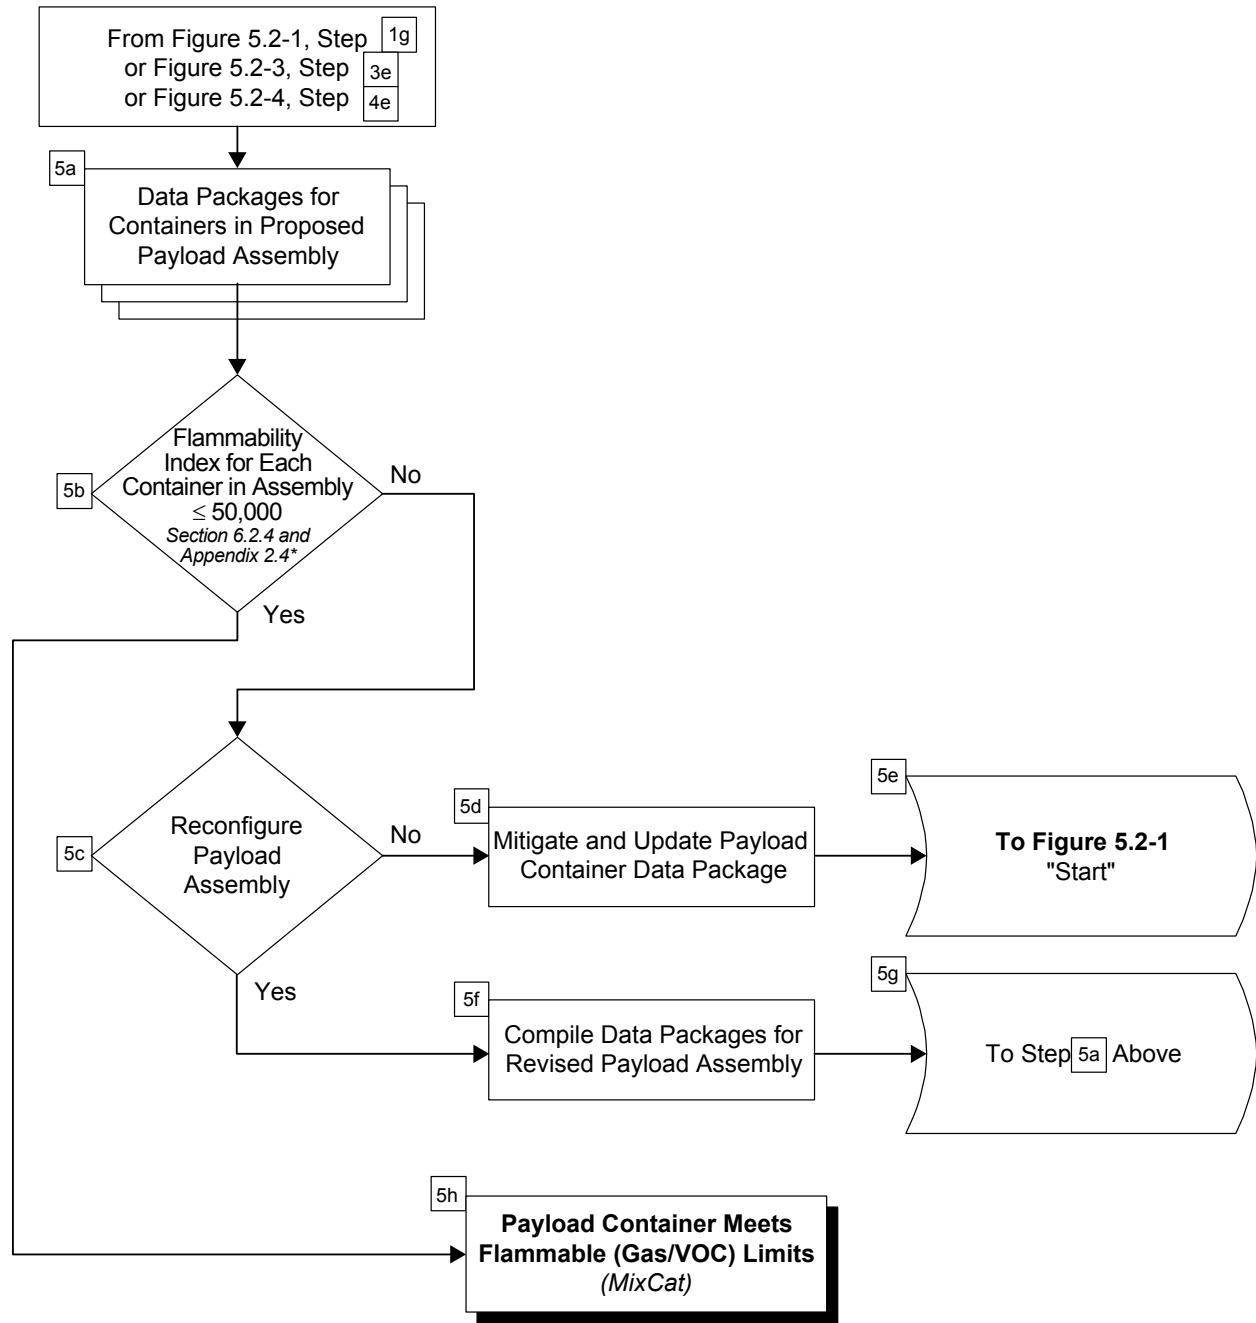 From Figure 5.2-1, Step 1g
or Figure 5.2-3, Step 3e
or Figure 5.2-4, Step 4e
5a
Data Packages for
Containers in Proposed
Payload Assembly
5b
Flammability
Index for Each
Container in Assembly
≤ 50,000
Section 6.2.4 and
Appendix 2.4*
No
Yes
5c
Reconfigure
Payload
Assembly
No
5d
Mitigate and Update Payload
Container Data Package
5e
To Figure 5.2-1
"Start"
Yes
5f
Compile Data Packages for
Revised Payload Assembly
5g
To Step 5a Above
5h
Payload Container Meets
Flammable (Gas/VOC) Limits
(MixCat)